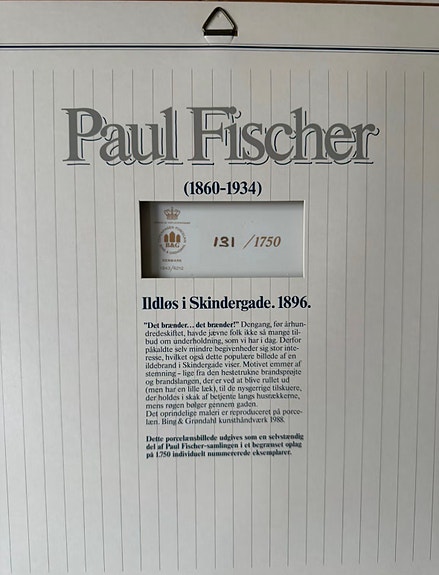 Paul Fischer
(1860-1934)
B&G
DENMARK
131 /1750
Ildløs i Skindergade. 1896.
"Det brænder... det brænder!" Dengang, før århun-
dredeskiftet, havde jævne folk ikke så mange til-
bud om underholdning, som vi har i dag. Derfor
påkaldte selv mindre begivenheder sig stor inte-
resse, hvilket også dette populære billede af en
ildebrand i Skindergade viser. Motivet emmer af
stemning - lige fra den hestetrukne brandsprøjte
og brandslangen, der er ved at blive rullet ud
(men har en lille læk), til de nysgerrige tilskuere,
der holdes i skak af betjente langs husrækkerne,
mens røgen bølger gennem gaden.
Det oprindelige maleri er reproduceret på porce-
læn. Bing & Grøndahl kunsthåndværk 1988.
Dette porcelænsbillede udgives som en selvstændig
del af Paul Fischer-samlingen i et begrænset oplag
på 1.750 individuelt nummererede eksemplarer.